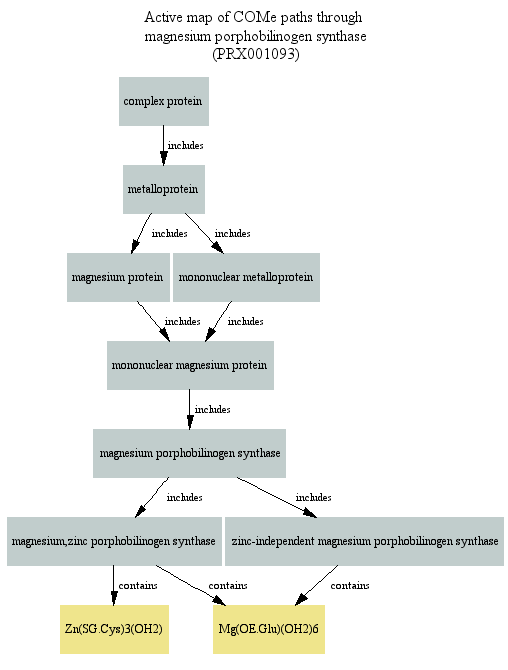 Active map of COMe paths through
magnesium porphobilinogen synthase
(PRX001093)
complex protein
includes
metalloprotein
includes includes
magnesium protein mononuclear metalloprotein
includes includes
mononuclear magnesium protein
includes
magnesium porphobilinogen synthase
includes includes
magnesium,zinc porphobilinogen synthase zinc-independent magnesium porphobilinogen synthase
contains contains contains
Zn(SG.Cys)3(OH2) Mg(OE.Glu)(OH2)6